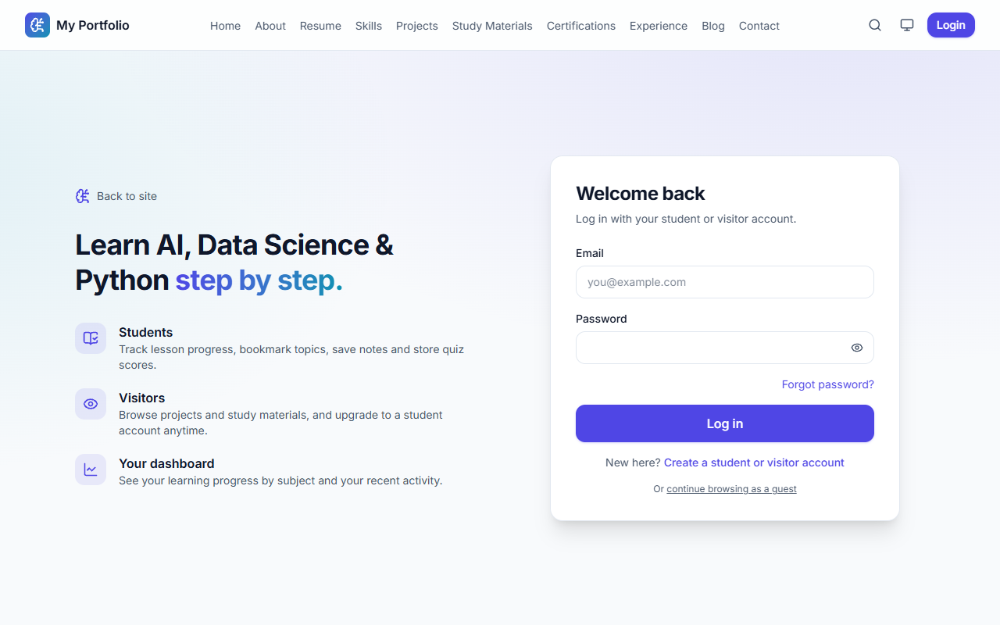 My Portfolio
Home About Resume Skills Projects Study Materials Certifications Experience Blog Contact
Login
Back to site
Learn AI, Data Science &
Python step by step.
Students
Track lesson progress, bookmark topics, save notes and store quiz
scores.
Visitors
Browse projects and study materials, and upgrade to a student
account anytime.
Your dashboard
See your learning progress by subject and your recent activity.
Welcome back
Log in with your student or visitor account.
Email
you@example.com
Password
Forgot password?
Log in
New here? Create a student or visitor account
Or continue browsing as a guest